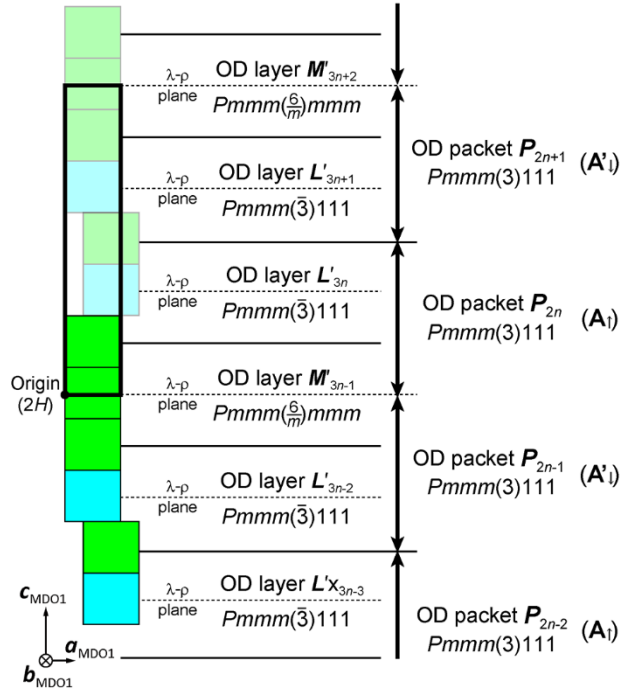 λ-ρ plane
OD layer M'3n+2
Pmmm(6/m)mmm
OD packet P2n+1 (A'↓)
Pmmm(3)111
λ-ρ plane
OD layer L'3n+1
Pmmm(3̄)111
λ-ρ plane
OD layer L'3n
Pmmm(3̄)111
OD packet P2n (A↑)
Pmmm(3)111
Origin
(2H)
λ-ρ plane
OD layer M'3n-1
Pmmm(6/m)mmm
OD packet P2n-1 (A'↓)
Pmmm(3)111
λ-ρ plane
OD layer L'3n-2
Pmmm(3̄)111
λ-ρ plane
OD layer L'x3n-3
Pmmm(3̄)111
OD packet P2n-2 (A↑)
Pmmm(3)111
cMDO1
aMDO1
bMDO1